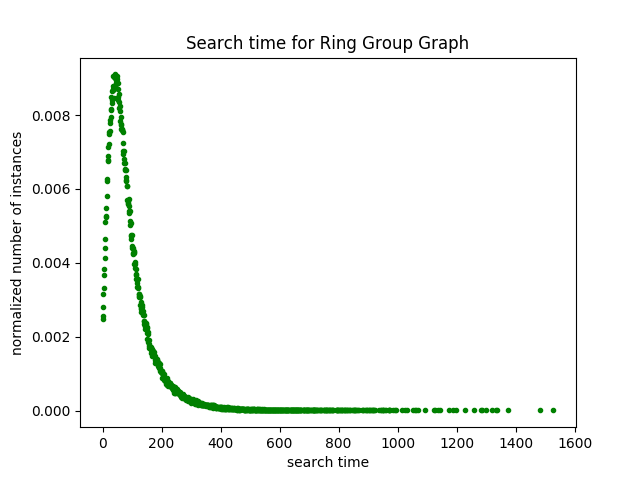 Search time for Ring Group Graph
normalized number of instances
0.008
0.006
0.004
0.002
0.000
0 200 400 600 800 1000 1200 1400 1600
search time